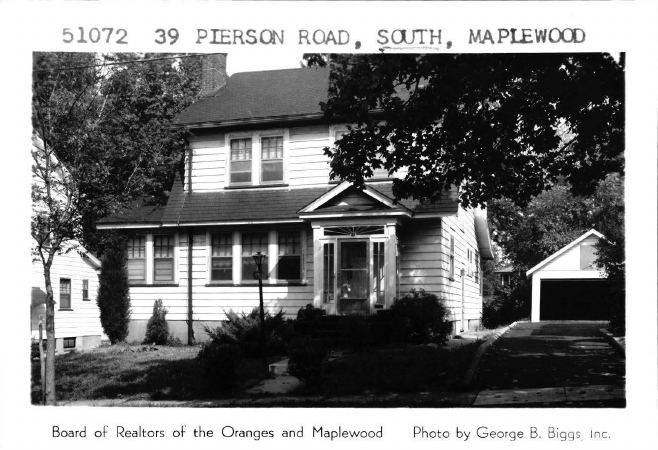 51072 39 PIERSON ROAD, SOUTH, MAPLEWOOD
Board of Realtors of the Oranges and Maplewood Photo by George B. Biggs, Inc.